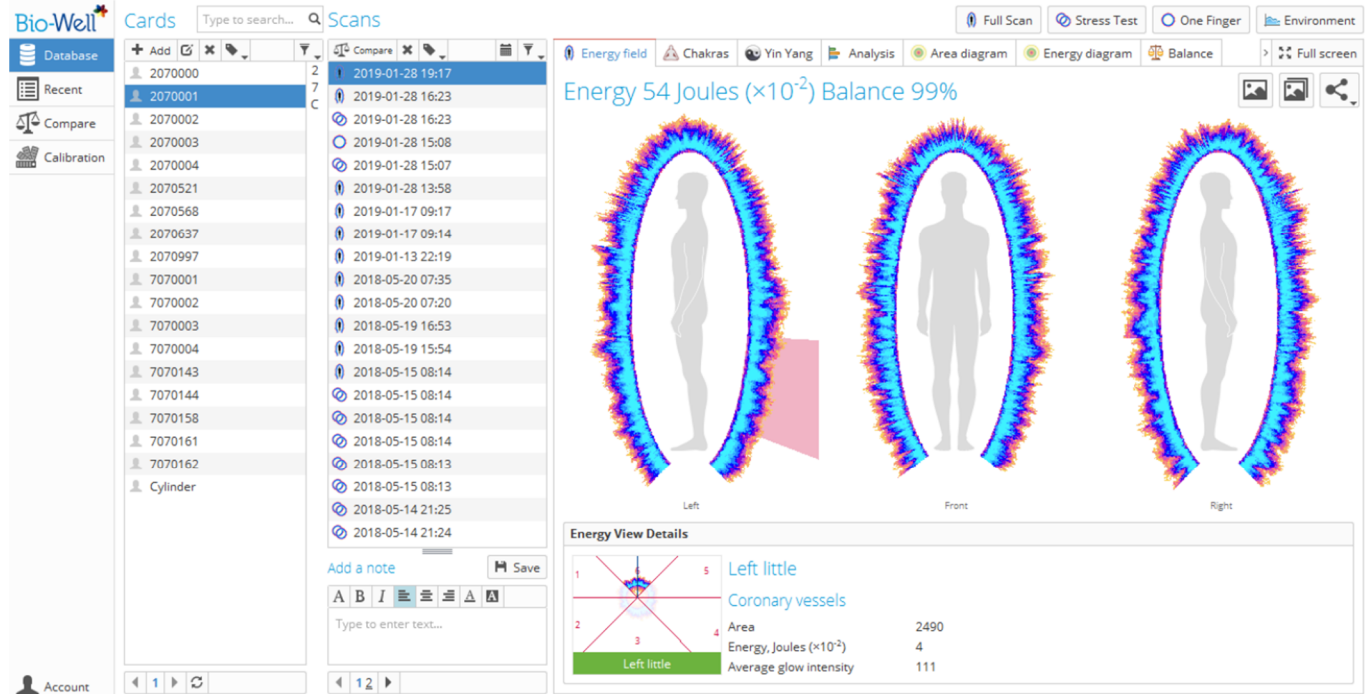 Bio-Well
Database
Recent
Compare
Calibration
Account
Cards
Type to search...
Add
2070000
2070001
2070002
2070003
2070004
2070521
2070568
2070637
2070997
7070001
7070002
7070003
7070004
7070143
7070144
7070158
7070161
7070162
Cylinder
2
7
C
1
Scans
Compare
2019-01-28 19:17
2019-01-28 16:23
2019-01-28 16:23
2019-01-28 15:08
2019-01-28 15:07
2019-01-28 13:58
2019-01-17 09:17
2019-01-17 09:14
2019-01-13 22:19
2018-05-20 07:35
2018-05-20 07:20
2018-05-19 16:53
2018-05-19 15:54
2018-05-15 08:14
2018-05-15 08:14
2018-05-15 08:14
2018-05-15 08:14
2018-05-15 08:13
2018-05-15 08:13
2018-05-14 21:25
2018-05-14 21:24
Add a note
Save
A B I A A
Type to enter text...
1 2
Full Scan Stress Test One Finger Environment
Energy field Chakras Yin Yang Analysis Area diagram Energy diagram Balance > Full screen
Energy 54 Joules (×10⁻²) Balance 99%
Left Front Right
Energy View Details
1 6 5
2 3 4
Left little
Left little
Coronary vessels
Area 2490
Energy, Joules (×10⁻²) 4
Average glow intensity 111